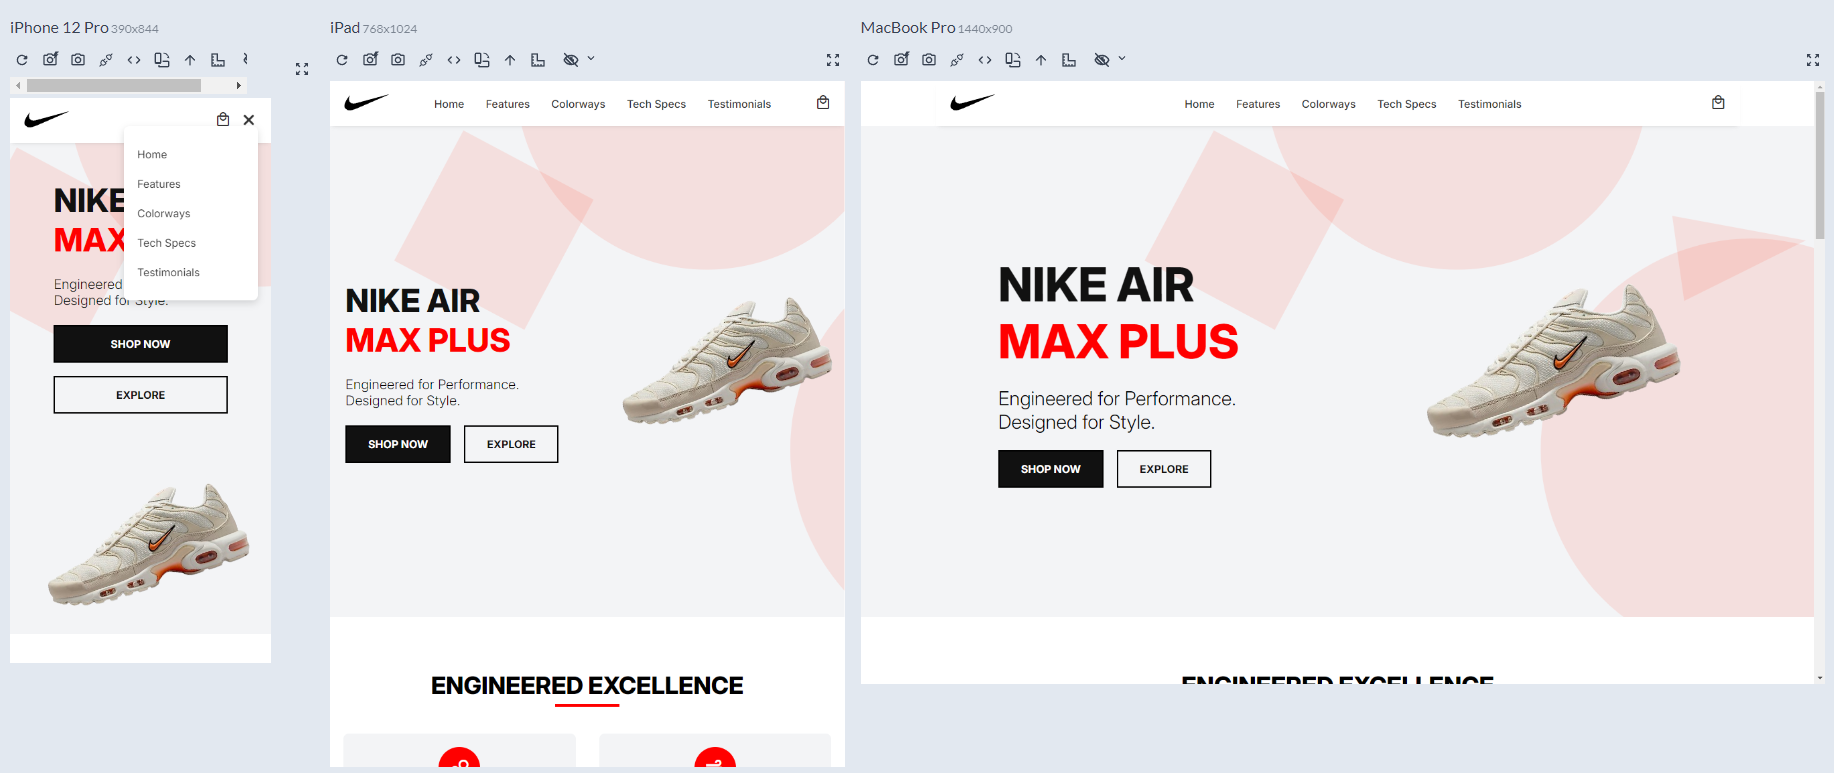 iPhone 12 Pro 390x844
Home
Features
Colorways
Tech Specs
Testimonials
NIKE
MAX
Engineered
Designed for Style.
SHOP NOW
EXPLORE
iPad 768x1024
Home Features Colorways Tech Specs Testimonials
NIKE AIR
MAX PLUS
Engineered for Performance.
Designed for Style.
SHOP NOW EXPLORE
ENGINEERED EXCELLENCE
MacBook Pro 1440x900
Home Features Colorways Tech Specs Testimonials
NIKE AIR
MAX PLUS
Engineered for Performance.
Designed for Style.
SHOP NOW EXPLORE
ENGINEERED EXCELLENCE